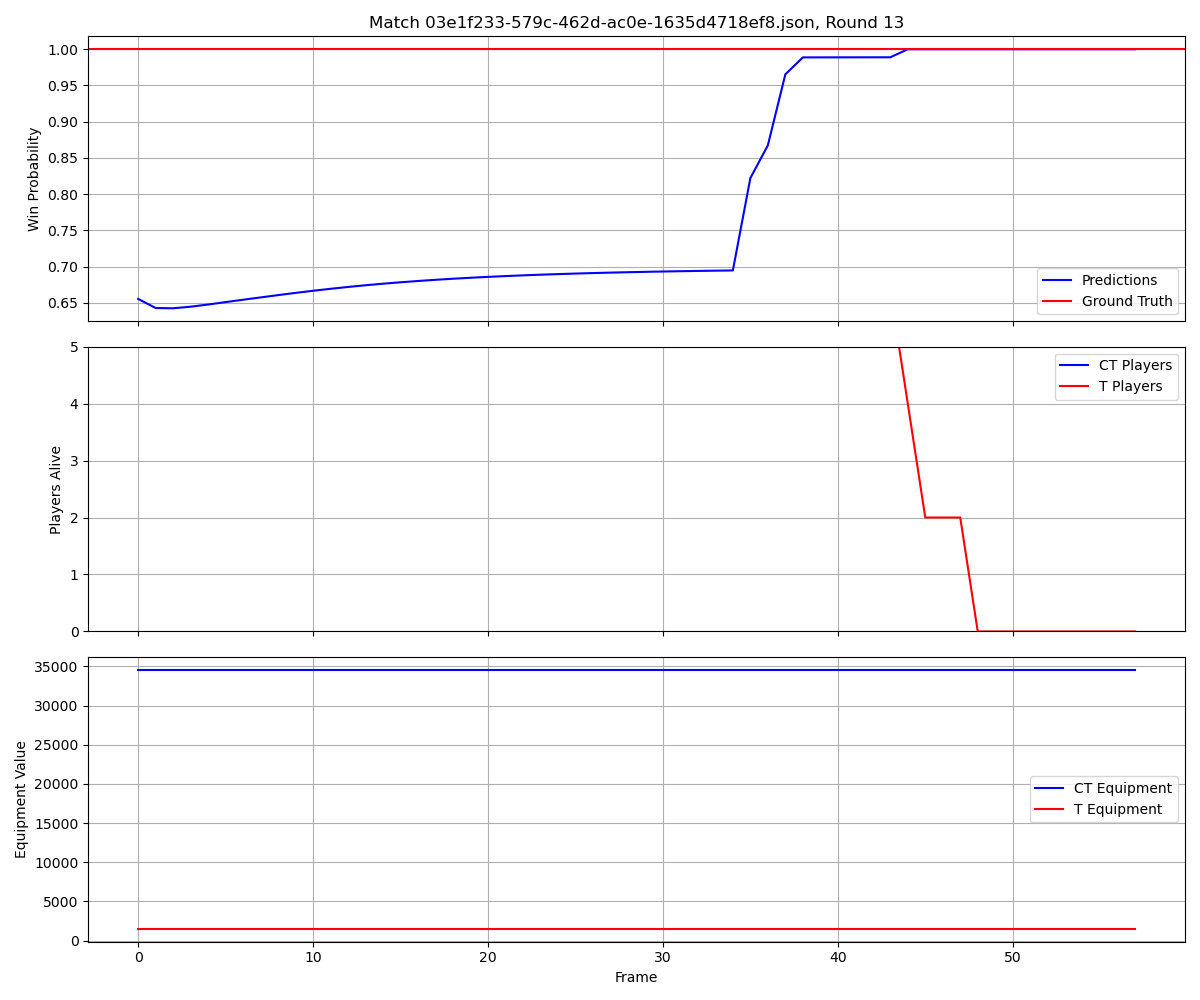 Match 03e1f233-579c-462d-ac0e-1635d4718ef8.json, Round 13
Win Probability
1.00
0.95
0.90
0.85
0.80
0.75
0.70
0.65
Predictions
Ground Truth
Players Alive
5
4
3
2
1
0
CT Players
T Players
Equipment Value
35000
30000
25000
20000
15000
10000
5000
0
CT Equipment
T Equipment
0 10 20 30 40 50
Frame